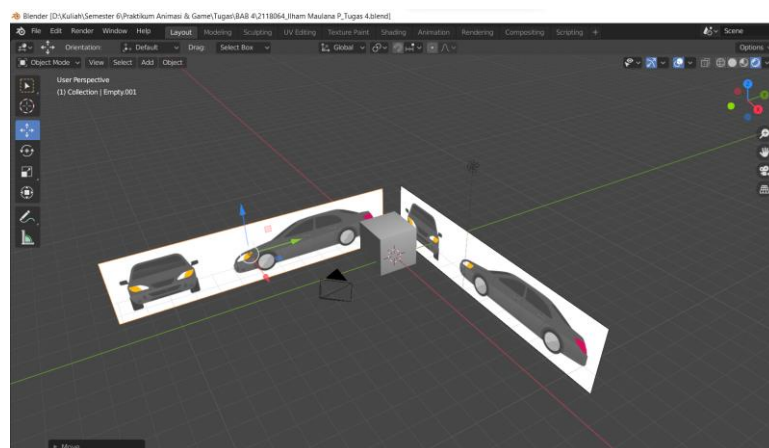 Blender [D:\Kuliah\Semester 6\Praktikum Animasi & Game\Tugas\BAB 4\2118064_Ilham Maulana P_Tugas 4.blend]
File Edit Render Window Help Layout Modeling Sculpting UV Editing Texture Paint Shading Animation Rendering Compositing Scripting + Scene
Orientation: Default Drag: Select Box Global Options
Object Mode View Select Add Object
User Perspective
(1) Collection | Empty.001
Move